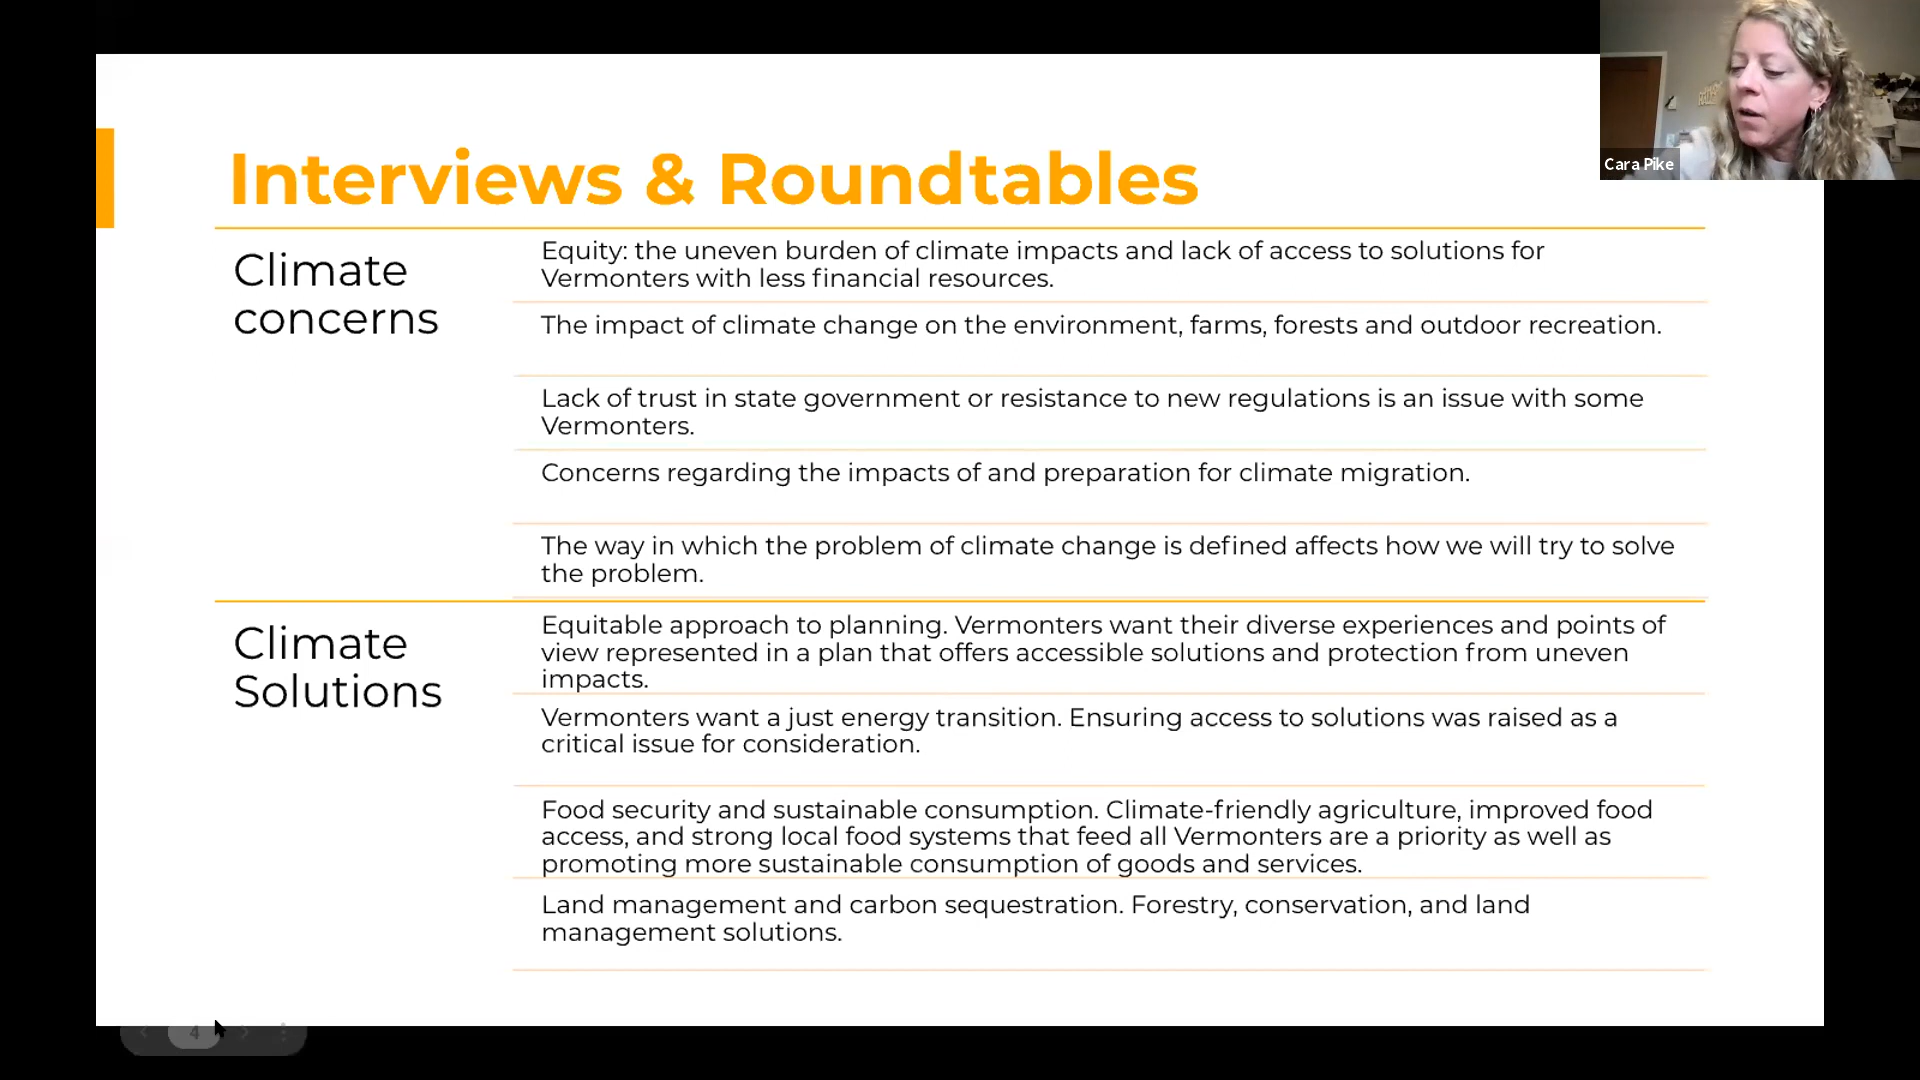 Cara Pike
Interviews & Roundtables
Climate
concerns
Equity: the uneven burden of climate impacts and lack of access to solutions for
Vermonters with less financial resources.
The impact of climate change on the environment, farms, forests and outdoor recreation.
Lack of trust in state government or resistance to new regulations is an issue with some
Vermonters.
Concerns regarding the impacts of and preparation for climate migration.
The way in which the problem of climate change is defined affects how we will try to solve
the problem.
Climate
Solutions
Equitable approach to planning. Vermonters want their diverse experiences and points of
view represented in a plan that offers accessible solutions and protection from uneven
impacts.
Vermonters want a just energy transition. Ensuring access to solutions was raised as a
critical issue for consideration.
Food security and sustainable consumption. Climate-friendly agriculture, improved food
access, and strong local food systems that feed all Vermonters are a priority as well as
promoting more sustainable consumption of goods and services.
Land management and carbon sequestration. Forestry, conservation, and land
management solutions.
4